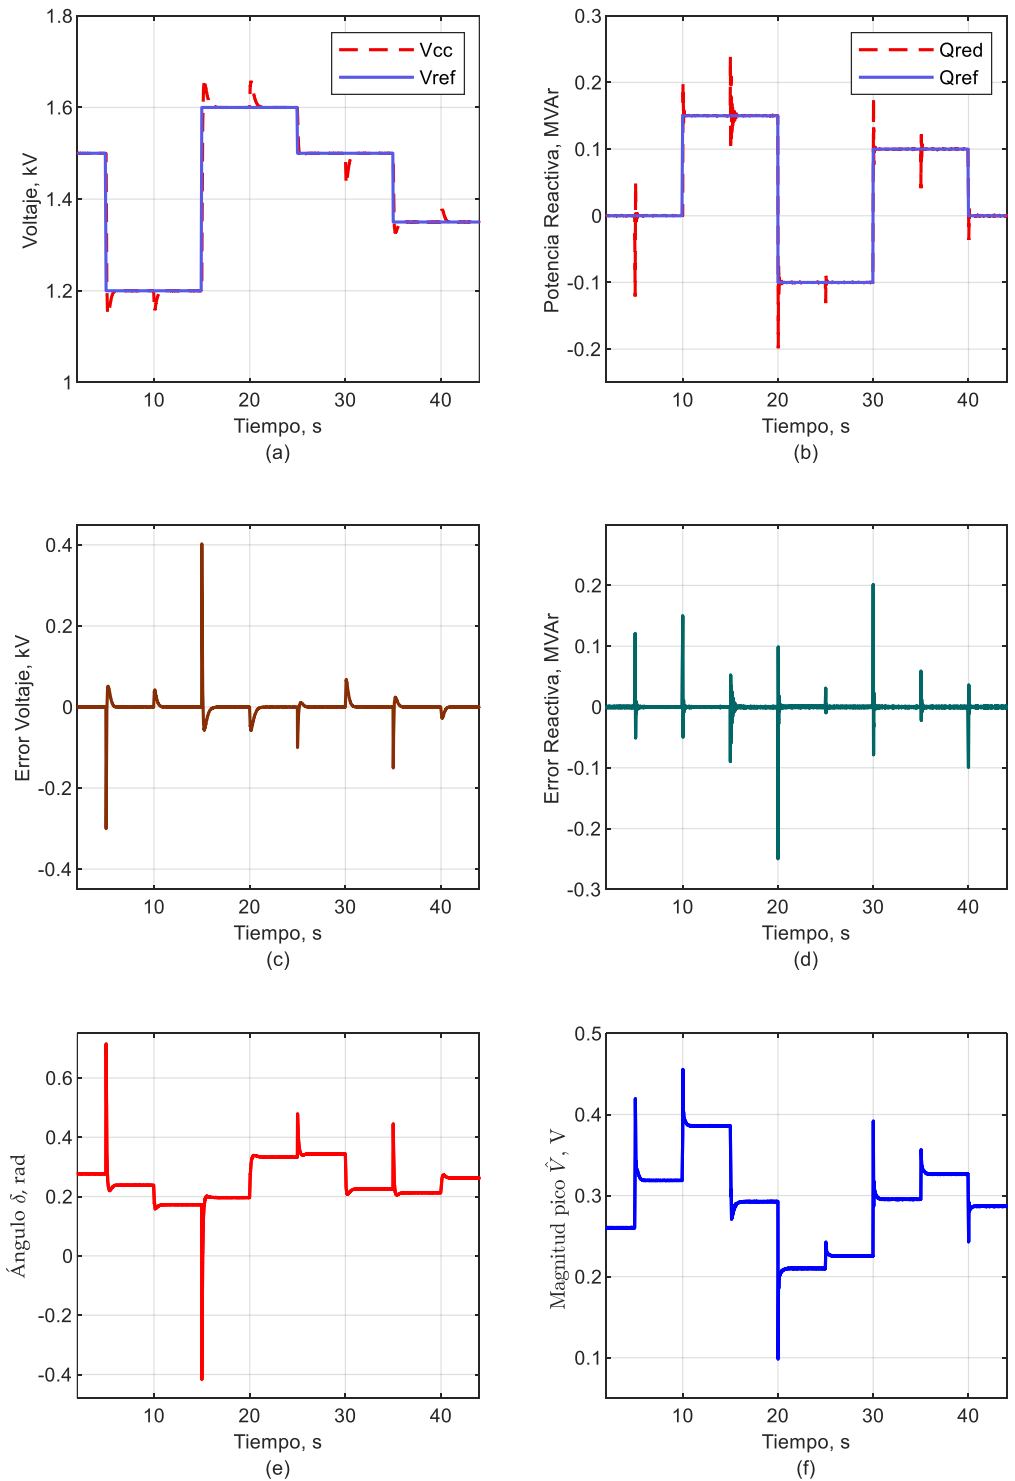 1.8
1.6
1.4
1.2
1
Voltaje, kV
Vcc
Vref
10
20
30
40
Tiempo, s
(a)
0.3
0.2
0.1
0
-0.1
-0.2
Potencia Reactiva, MVAr
Qred
Qref
10
20
30
40
Tiempo, s
(b)
0.4
0.2
0
-0.2
-0.4
Error Voltaje, kV
10
20
30
40
Tiempo, s
(c)
0.2
0.1
0
-0.1
-0.2
-0.3
Error Reactiva, MVAr
10
20
30
40
Tiempo, s
(d)
0.6
0.4
0.2
0
-0.2
-0.4
Ángulo δ, rad
10
20
30
40
Tiempo, s
(e)
0.5
0.4
0.3
0.2
0.1
Magnitud pico V̂, V
10
20
30
40
Tiempo, s
(f)